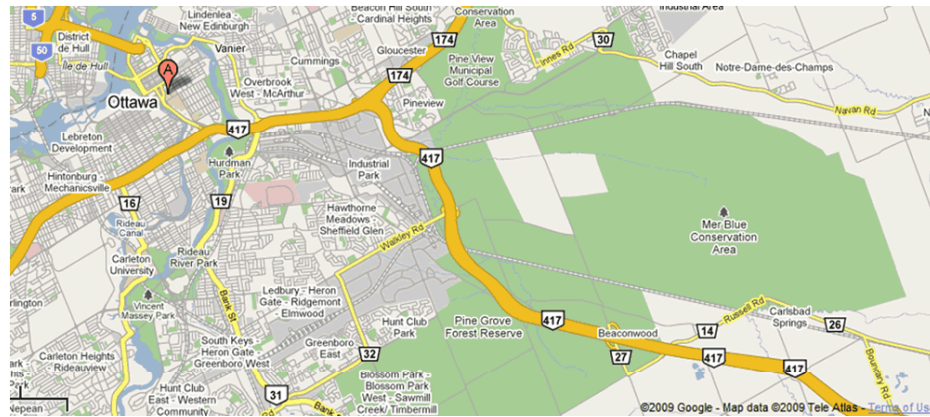 5
50
Lindenlea
New Edinburgh
District
de Hull
Île de Hull
Vanier
Beacon Hill South
- Cardinal Heights
Conservation
Area
Industrial Area
174
Gloucester
Cummings
174
Pine View
Municipal
Golf Course
Innes Rd
30
Chapel
Hill South
Notre-Dame-des-Champs
Navan Rd
A
Ottawa
Overbrook
West - McArthur
Pineview
Lebreton
Development
417
417
Hurdman
Park
Industrial
Park
Hintonburg -
Mechanicsville
16
19
Rideau
Canal
Hawthorne
Meadows -
Sheffield Glen
Walkley Rd
Mer Blue
Conservation
Area
Carleton
University
Rideau
River Park
Vincent
Massey Park
Bank St
Ledbury - Heron
Gate - Ridgemont
- Elmwood
Hunt Club
Park
Pine Grove
Forest Reserve
417
Beaconwood
14
Russell Rd
Carlsbad
Springs
26
Boundary Rd
South Keys
Heron Gate
Greenboro West
Greenboro
East
32
27
417
417
Carleton Heights
Rideauview
Blossom Park -
Blossom Park
West - Sawmill
Creek/ Timbermill
31
Hunt Club
East - Western
Community
Nepean
©2009 Google - Map data ©2009 Tele Atlas - Terms of Us